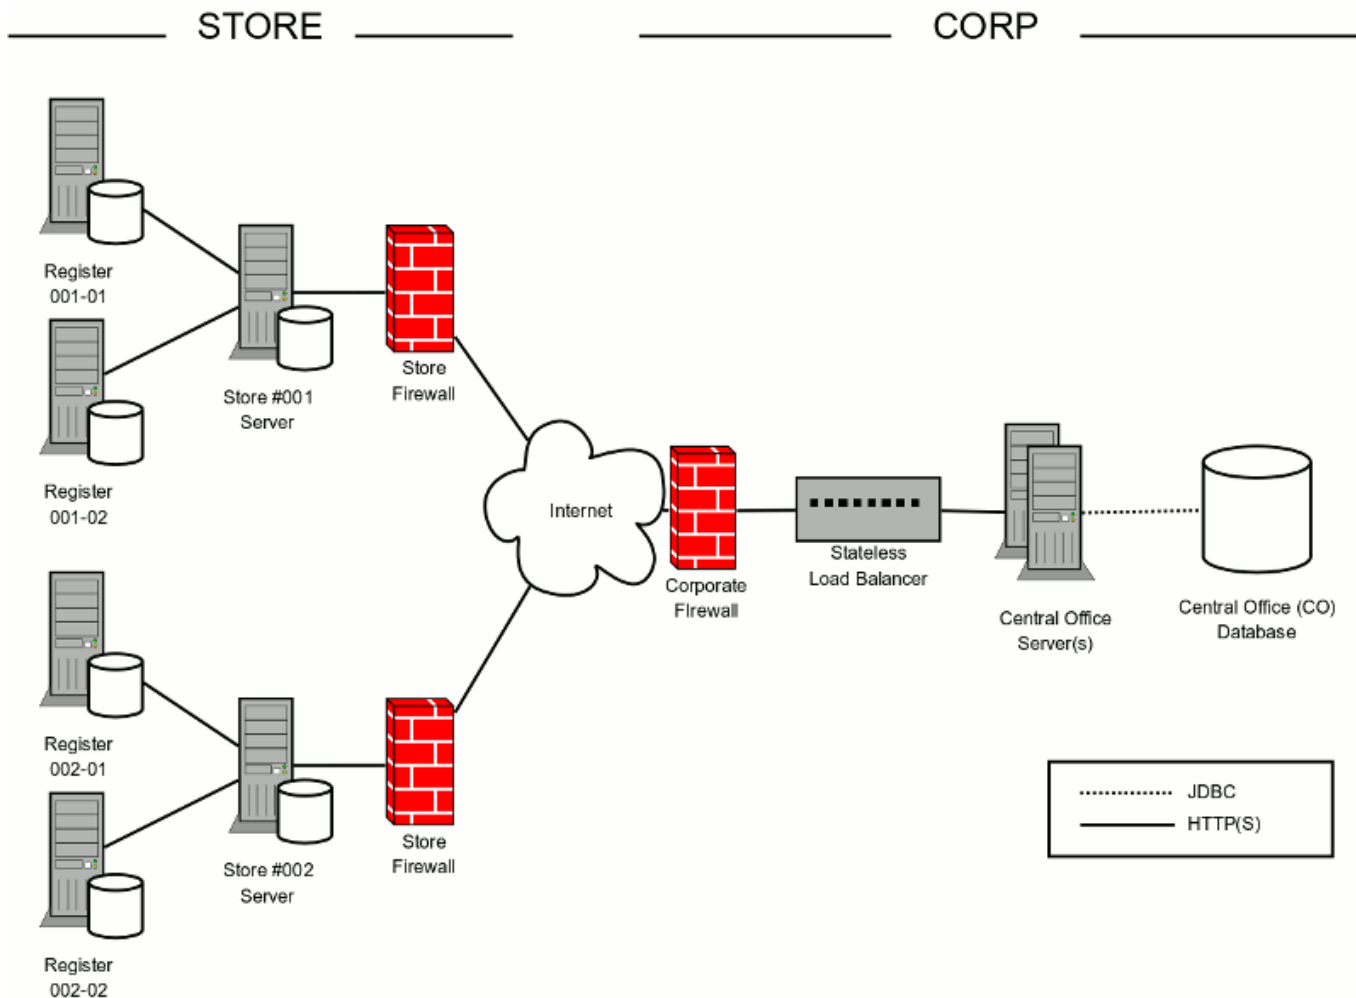 STORE
CORP
Register
001-01
Store
Firewall
Store #001
Server
Register
001-02
Internet
Stateless
Load Balancer
Corporate
FIrewall
Central Office
Server(s)
Central Office (CO)
Database
Register
002-01
JDBC
HTTP(S)
Store
Firewall
Store #002
Server
Register
002-02